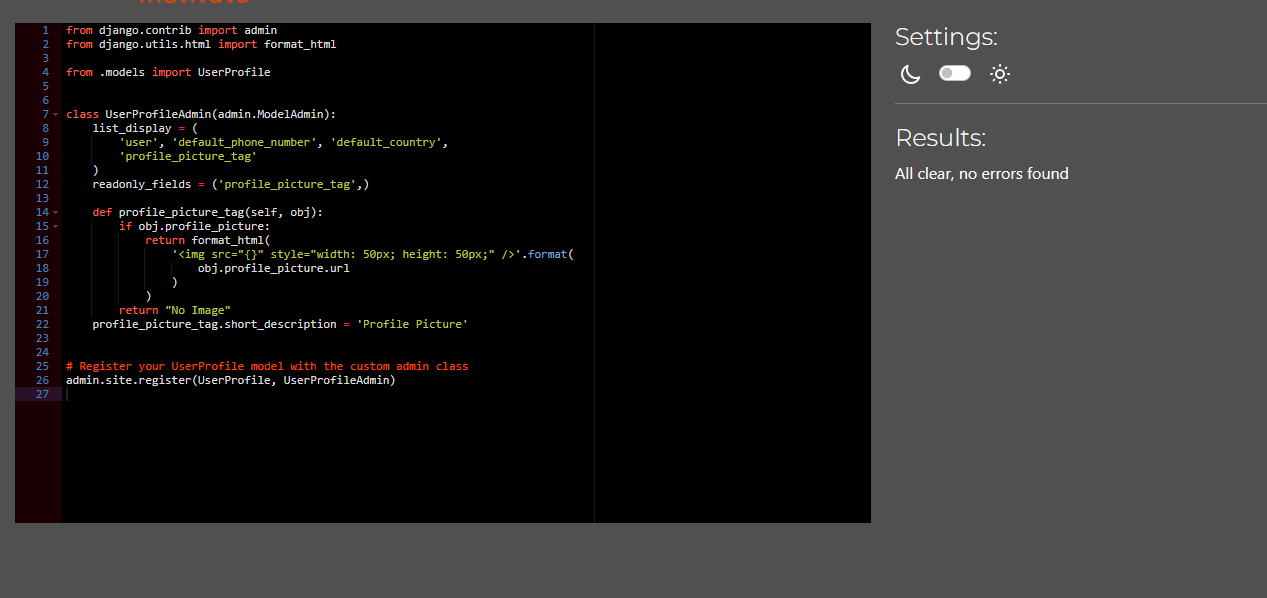 1 from django.contrib import admin
2 from django.utils.html import format_html
3
4 from .models import UserProfile
5
6
7 class UserProfileAdmin(admin.ModelAdmin):
8     list_display = (
9         'user', 'default_phone_number', 'default_country',
10         'profile_picture_tag'
11     )
12     readonly_fields = ('profile_picture_tag',)
13
14     def profile_picture_tag(self, obj):
15         if obj.profile_picture:
16             return format_html(
17                 '<img src="{}" style="width: 50px; height: 50px;" />'.format(
18                     obj.profile_picture.url
19                 )
20             )
21         return "No Image"
22     profile_picture_tag.short_description = 'Profile Picture'
23
24
25 # Register your UserProfile model with the custom admin class
26 admin.site.register(UserProfile, UserProfileAdmin)
27
Settings:
Results:
All clear, no errors found